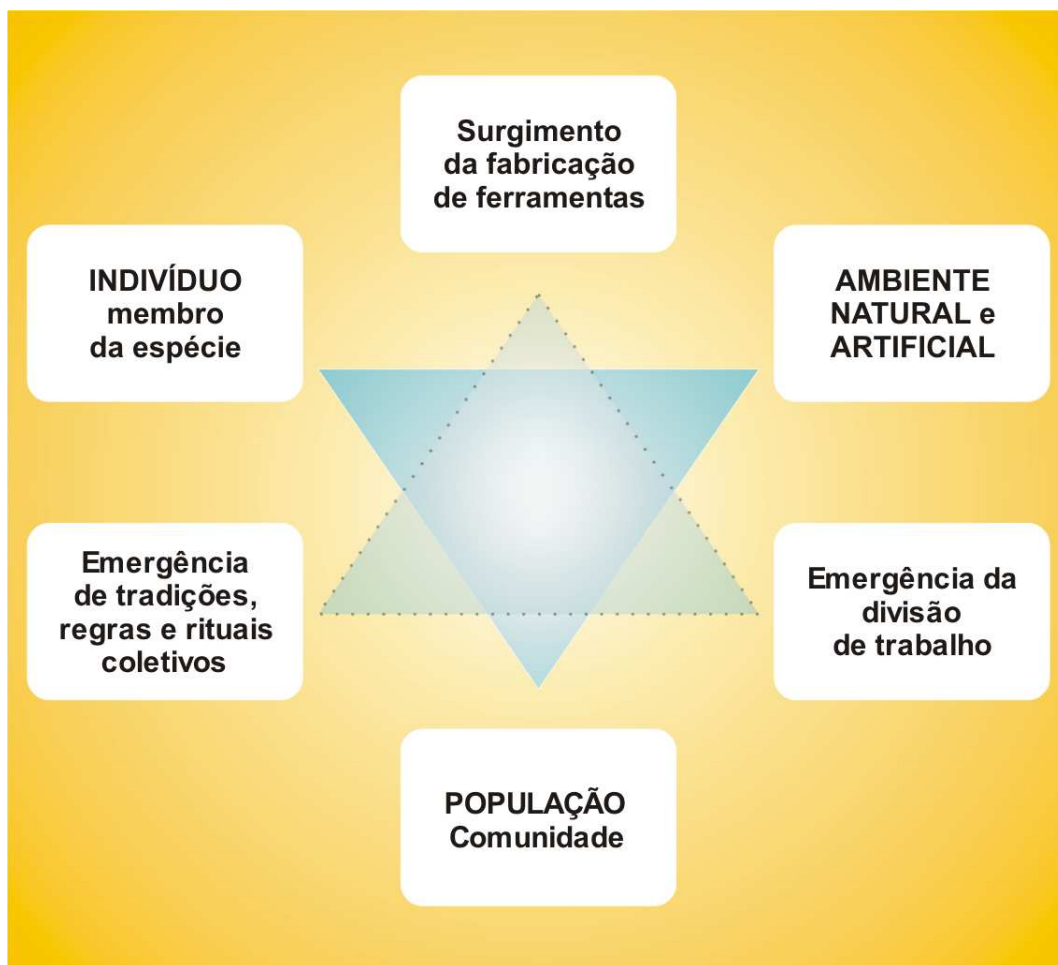 Surgimento
da fabricação
de ferramentas
INDIVÍDUO
membro
da espécie
AMBIENTE
NATURAL e
ARTIFICIAL
Emergência
de tradições,
regras e rituais
coletivos
Emergência da
divisão
de trabalho
POPULAÇÃO
Comunidade